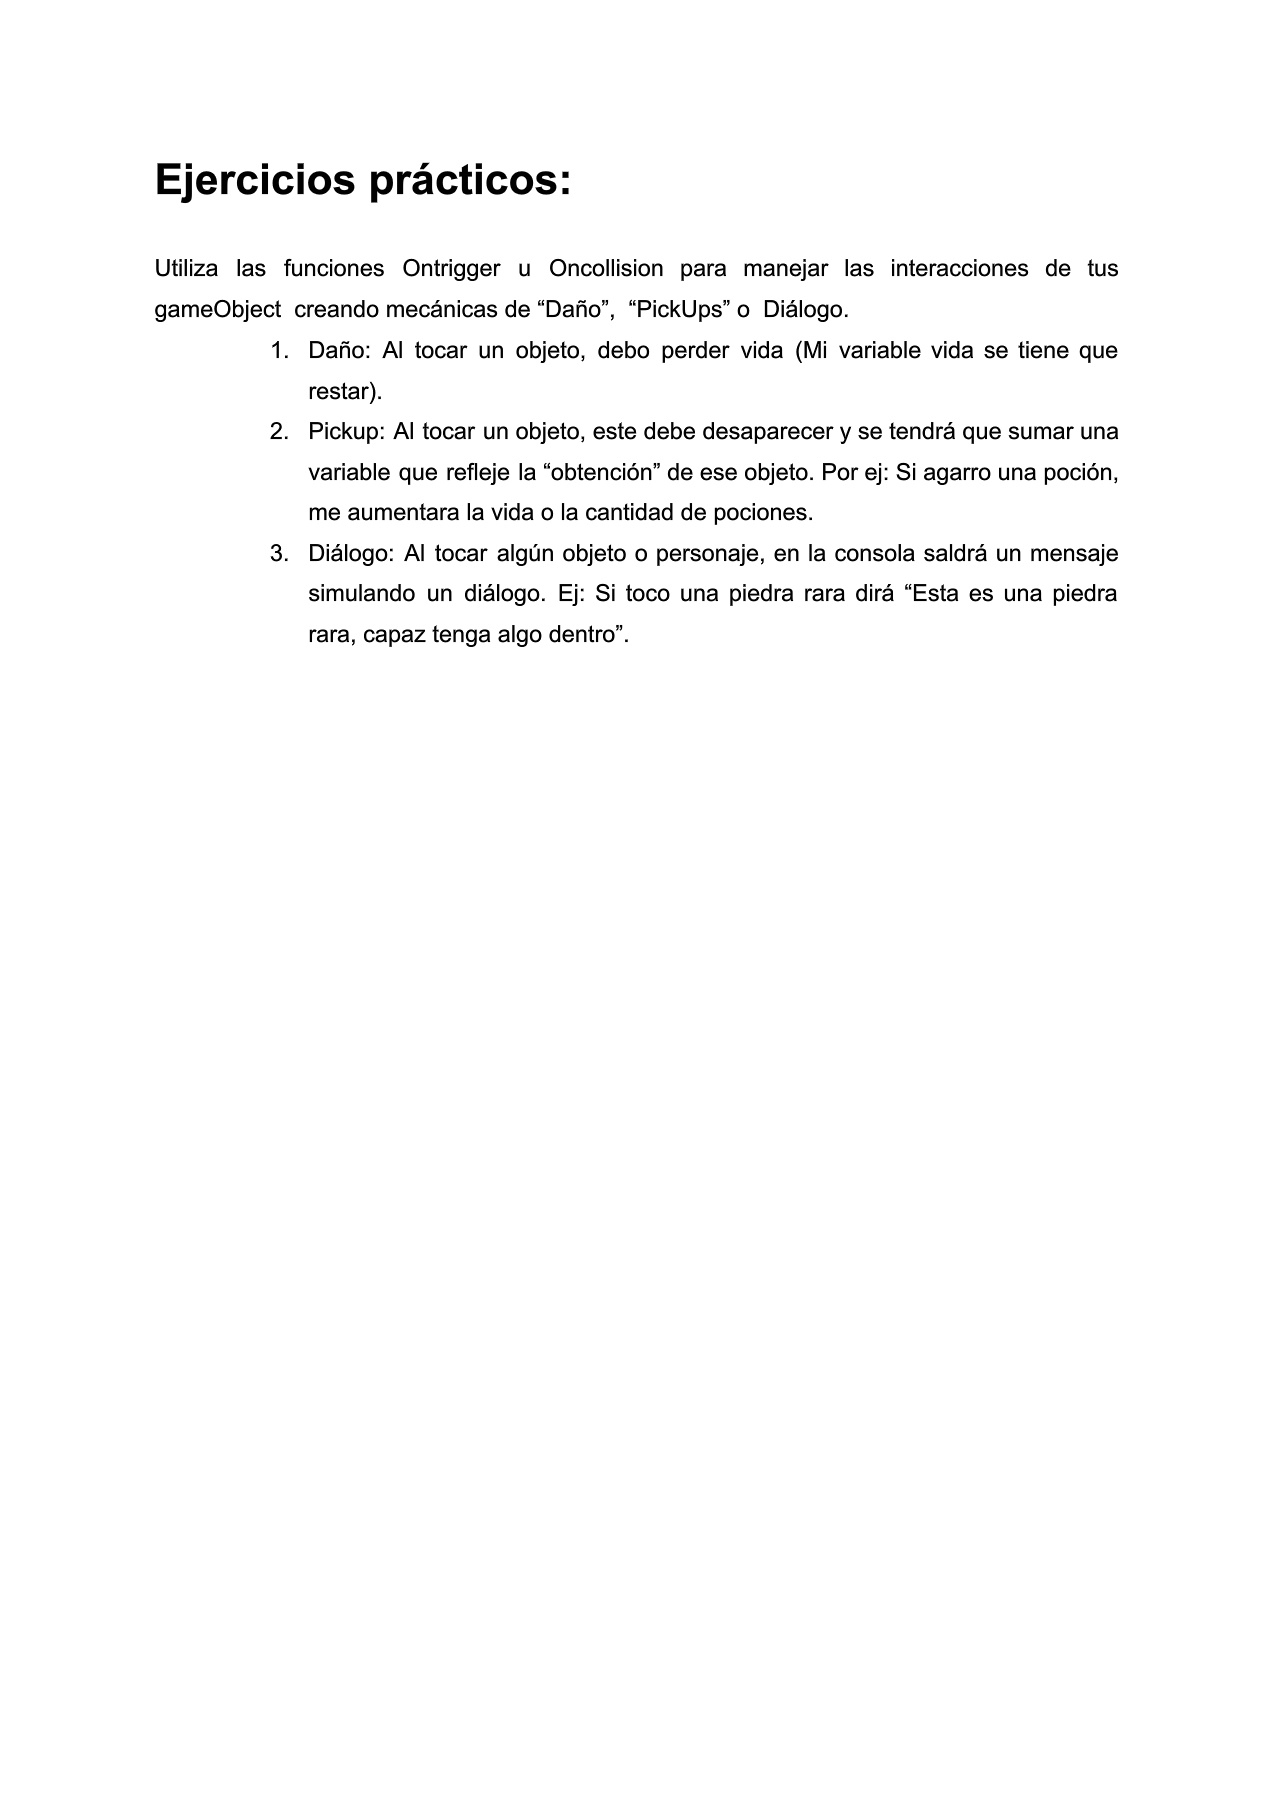 Ejercicios prácticos:
Utiliza las funciones Ontrigger u Oncollision para manejar las interacciones de tus
gameObject creando mecánicas de “Daño”, “PickUps” o Diálogo.
1. Daño: Al tocar un objeto, debo perder vida (Mi variable vida se tiene que
restar).
2. Pickup: Al tocar un objeto, este debe desaparecer y se tendrá que sumar una
variable que refleje la “obtención” de ese objeto. Por ej: Si agarro una poción,
me aumentara la vida o la cantidad de pociones.
3. Diálogo: Al tocar algún objeto o personaje, en la consola saldrá un mensaje
simulando un diálogo. Ej: Si toco una piedra rara dirá “Esta es una piedra
rara, capaz tenga algo dentro”.